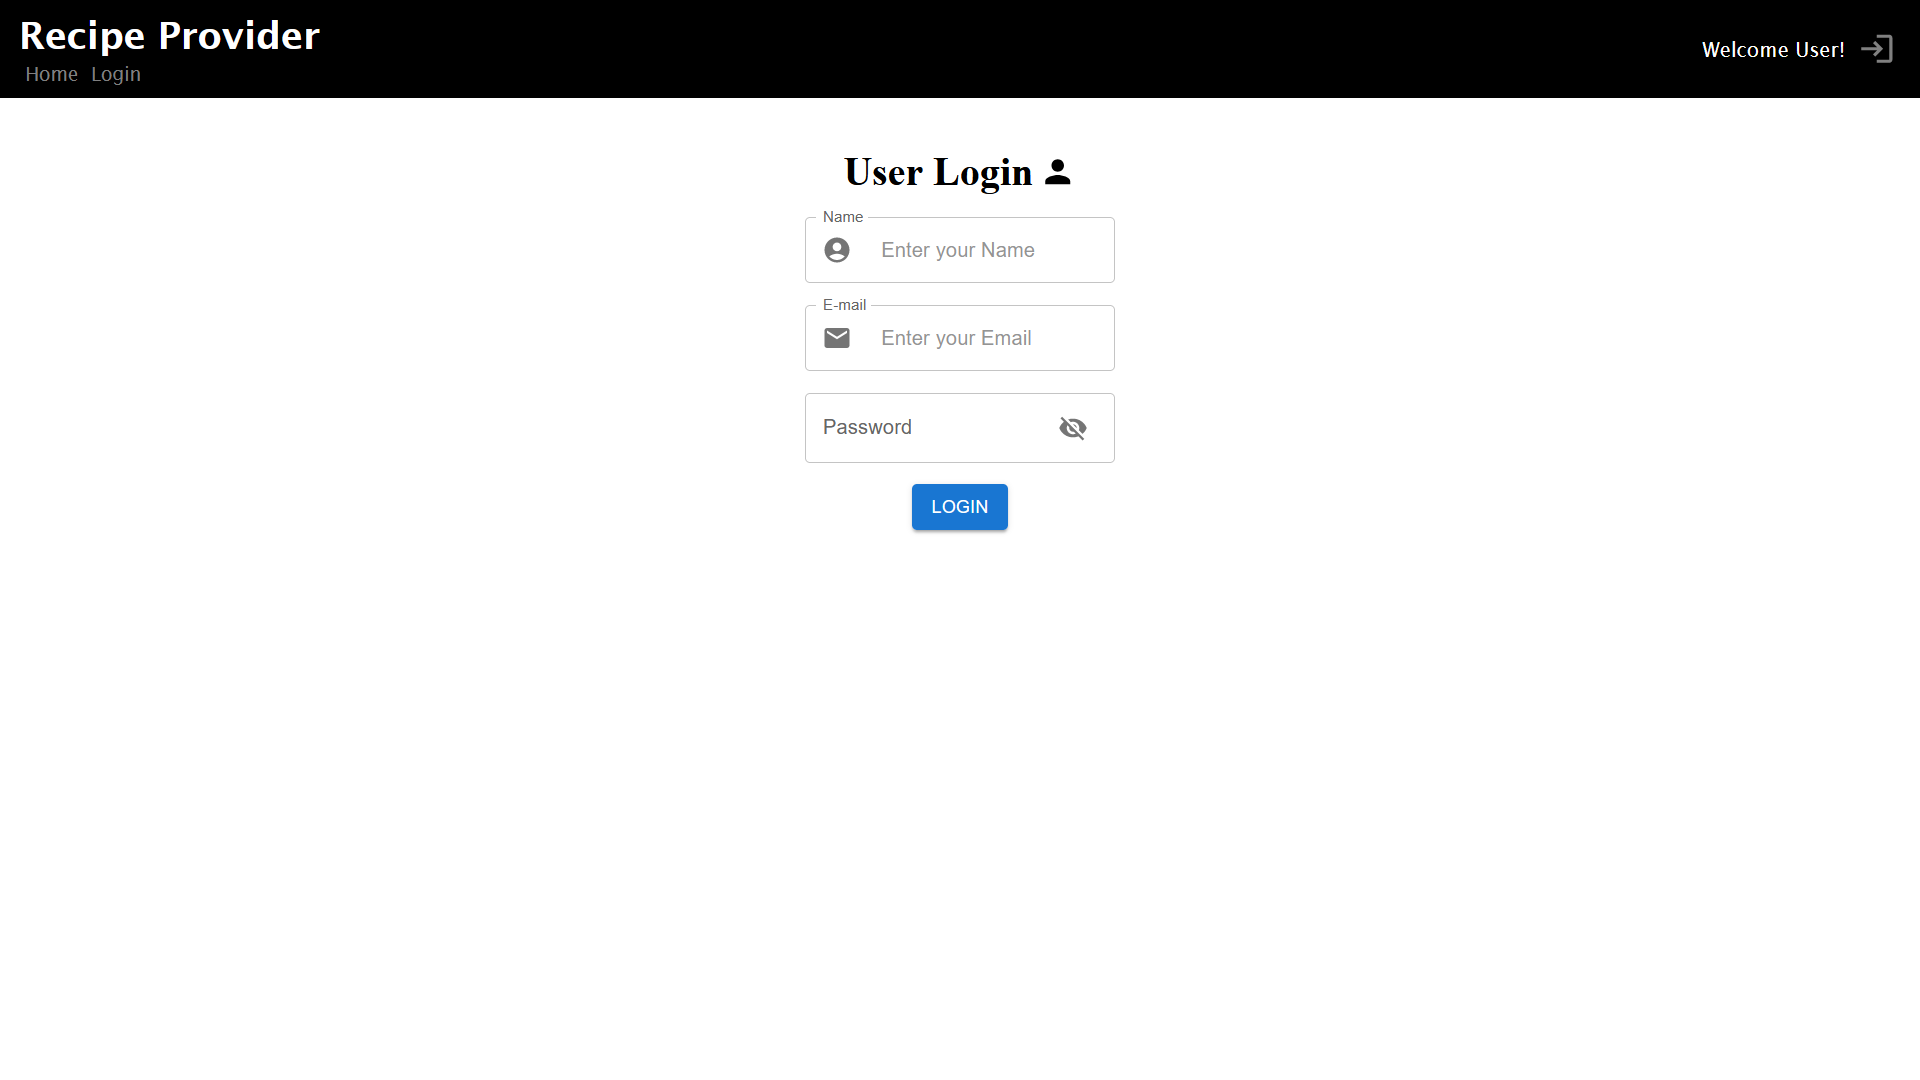 Recipe Provider
Home Login
Welcome User!
User Login
Name
Enter your Name
E-mail
Enter your Email
Password
LOGIN